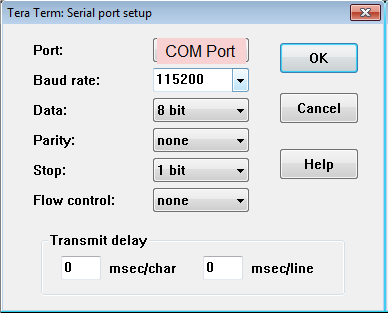 Tera Term: Serial port setup
Port: COM Port OK
Baud rate: 115200
Data: 8 bit Cancel
Parity: none
Stop: 1 bit Help
Flow control: none
Transmit delay
0 msec/char 0 msec/line